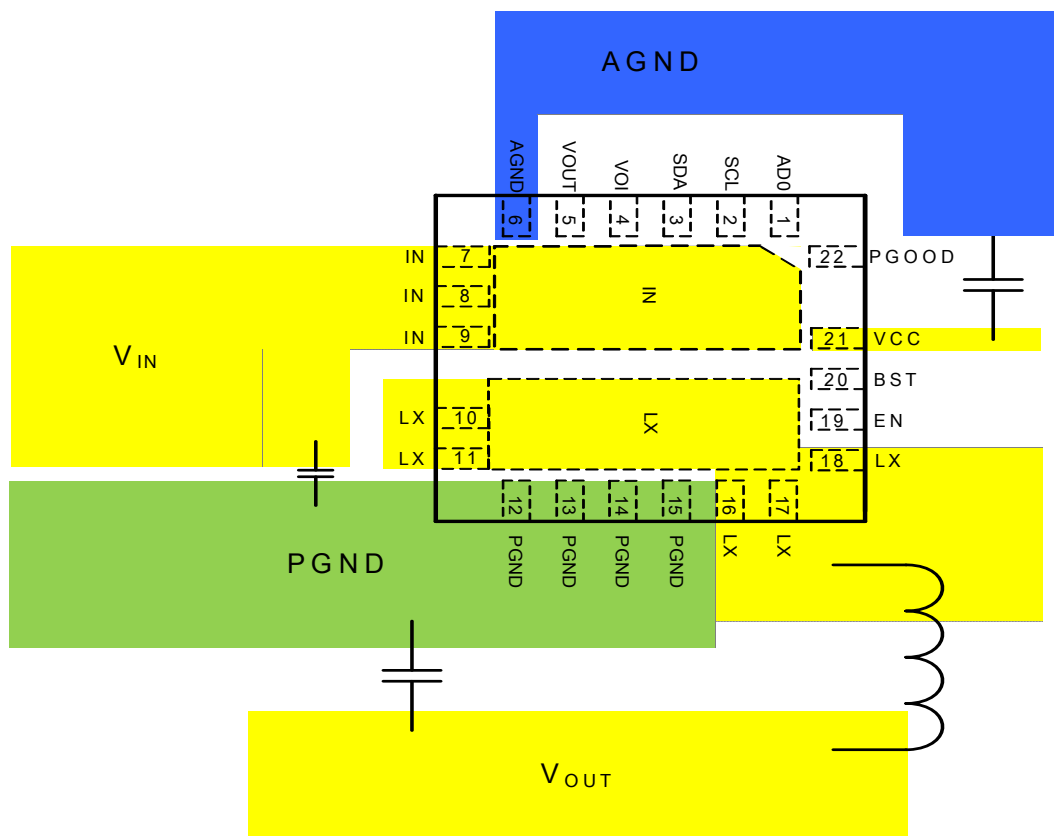 AGND
AGND
VOUT
VOI
SDA
SCL
AD0
6
5
4
3
2
1
IN 7
22 PGOOD
IN 8
IN
IN 9
21 VCC
VIN
20 BST
LX 10
LX
19 EN
LX 11
18 LX
12
13
14
15
16
17
PGND
PGND
PGND
PGND
LX
LX
PGND
VOUT